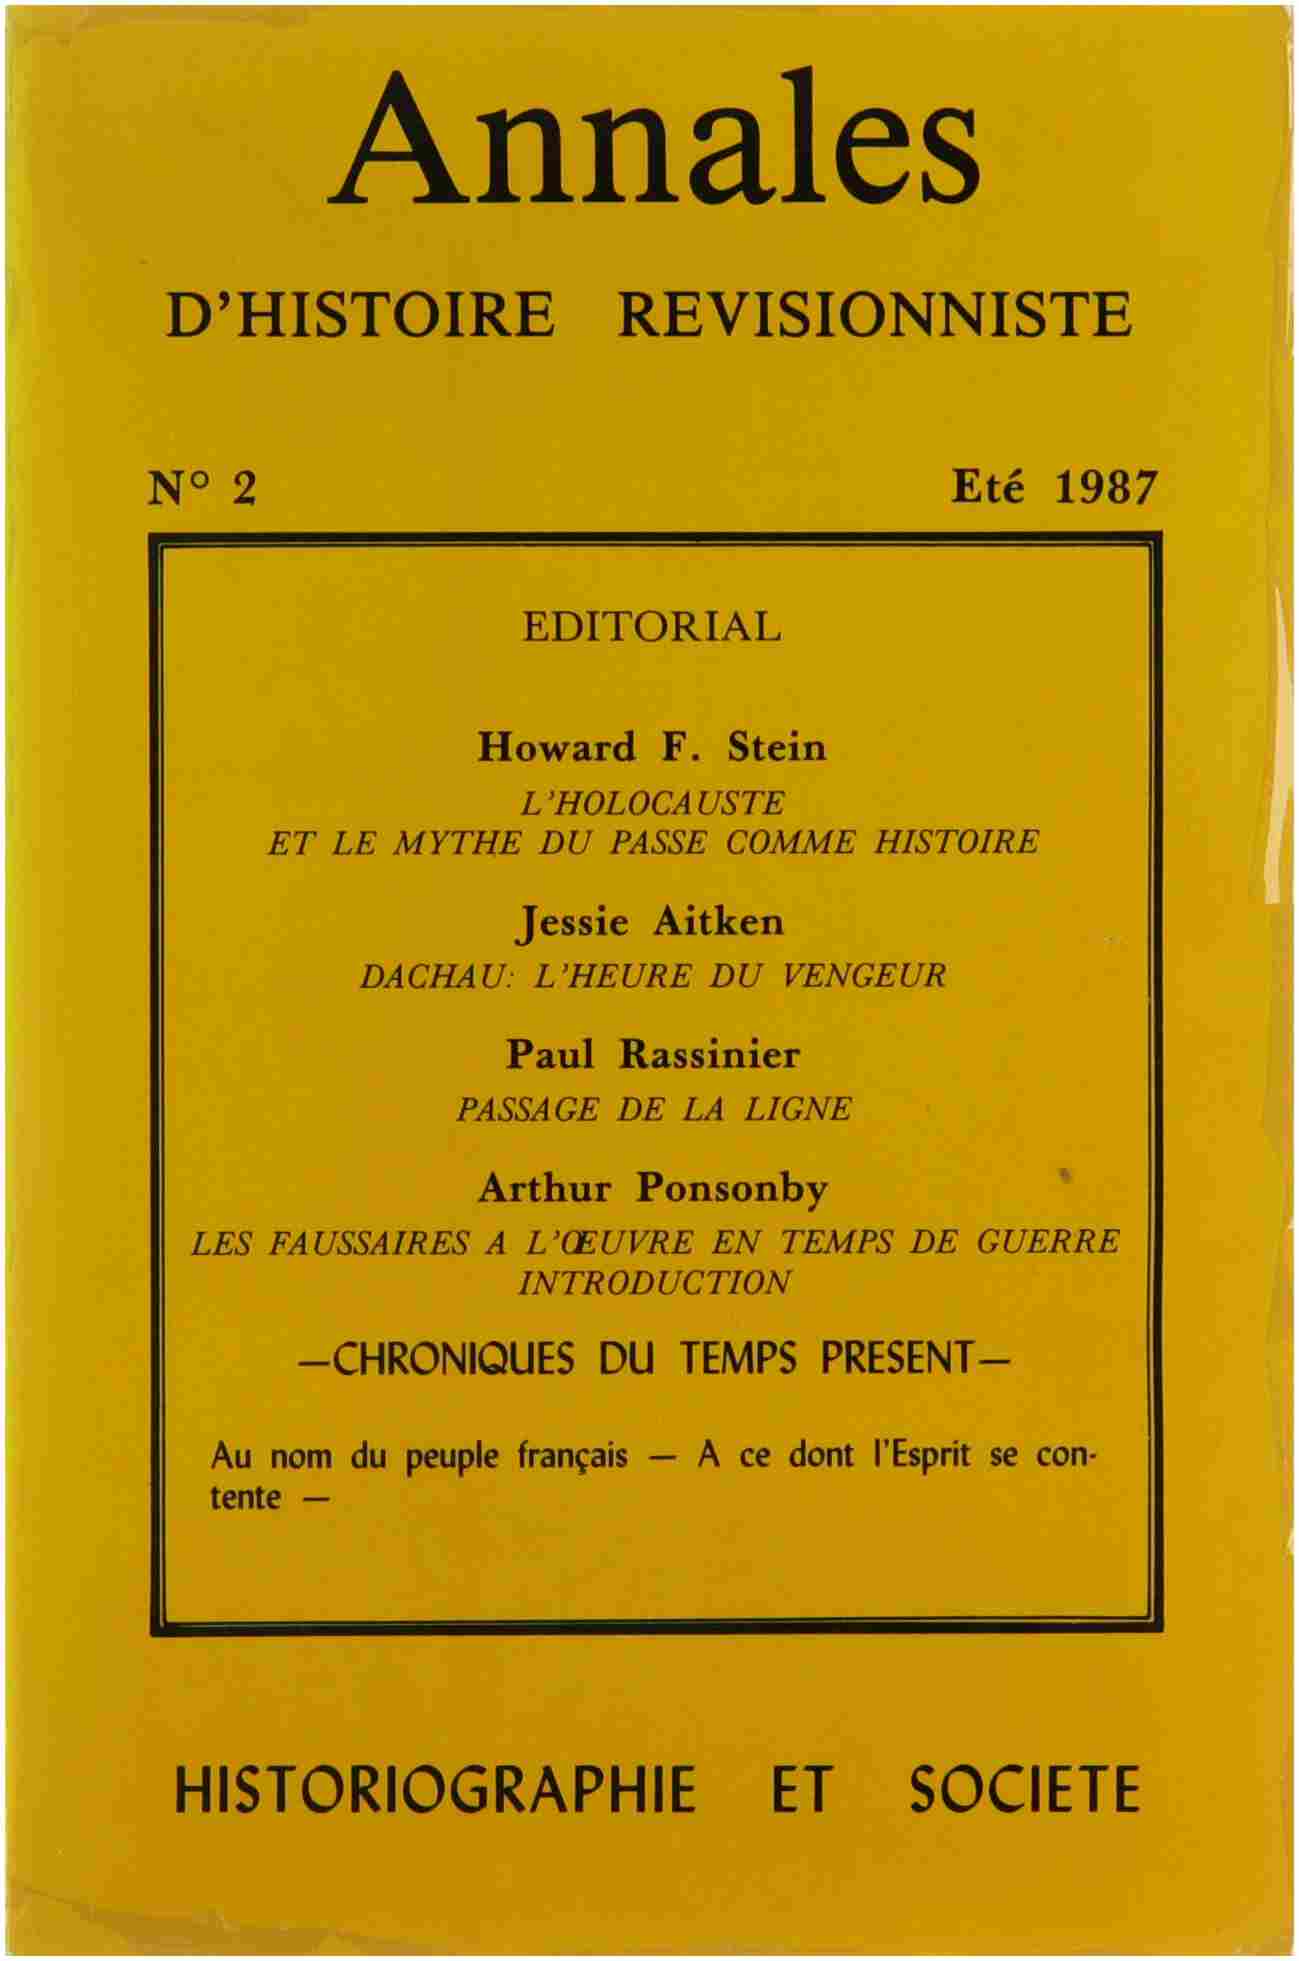 Annales
D'HISTOIRE REVISIONNISTE
N° 2 Eté 1987
EDITORIAL
Howard F. Stein
L'HOLOCAUSTE
ET LE MYTHE DU PASSE COMME HISTOIRE
Jessie Aitken
DACHAU: L'HEURE DU VENGEUR
Paul Rassinier
PASSAGE DE LA LIGNE
Arthur Ponsonby
LES FAUSSAIRES A L'ŒUVRE EN TEMPS DE GUERRE
INTRODUCTION
—CHRONIQUES DU TEMPS PRESENT—
Au nom du peuple français — A ce dont l'Esprit se con-
tente —
HISTORIOGRAPHIE ET SOCIETE